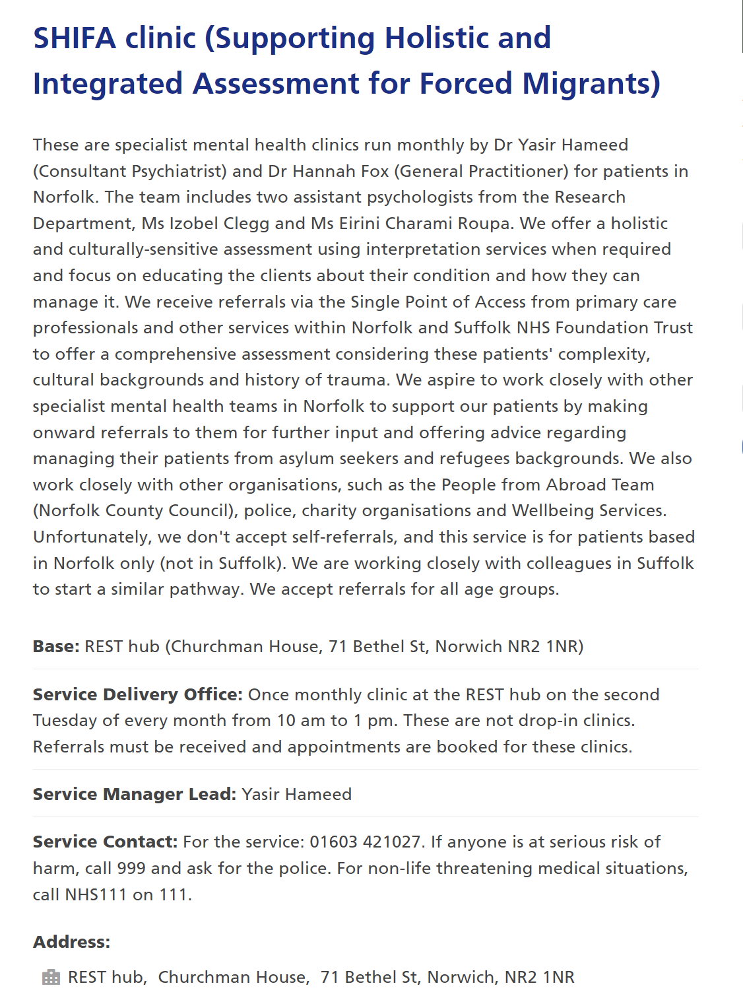 SHIFA clinic (Supporting Holistic and
Integrated Assessment for Forced Migrants)
These are specialist mental health clinics run monthly by Dr Yasir Hameed
(Consultant Psychiatrist) and Dr Hannah Fox (General Practitioner) for patients in
Norfolk. The team includes two assistant psychologists from the Research
Department, Ms Izobel Clegg and Ms Eirini Charami Roupa. We offer a holistic
and culturally-sensitive assessment using interpretation services when required
and focus on educating the clients about their condition and how they can
manage it. We receive referrals via the Single Point of Access from primary care
professionals and other services within Norfolk and Suffolk NHS Foundation Trust
to offer a comprehensive assessment considering these patients' complexity,
cultural backgrounds and history of trauma. We aspire to work closely with other
specialist mental health teams in Norfolk to support our patients by making
onward referrals to them for further input and offering advice regarding
managing their patients from asylum seekers and refugees backgrounds. We also
work closely with other organisations, such as the People from Abroad Team
(Norfolk County Council), police, charity organisations and Wellbeing Services.
Unfortunately, we don't accept self-referrals, and this service is for patients based
in Norfolk only (not in Suffolk). We are working closely with colleagues in Suffolk
to start a similar pathway. We accept referrals for all age groups.
Base: REST hub (Churchman House, 71 Bethel St, Norwich NR2 1NR)
Service Delivery Office: Once monthly clinic at the REST hub on the second
Tuesday of every month from 10 am to 1 pm. These are not drop-in clinics.
Referrals must be received and appointments are booked for these clinics.
Service Manager Lead: Yasir Hameed
Service Contact: For the service: 01603 421027. If anyone is at serious risk of
harm, call 999 and ask for the police. For non-life threatening medical situations,
call NHS111 on 111.
Address:
REST hub, Churchman House, 71 Bethel St, Norwich, NR2 1NR